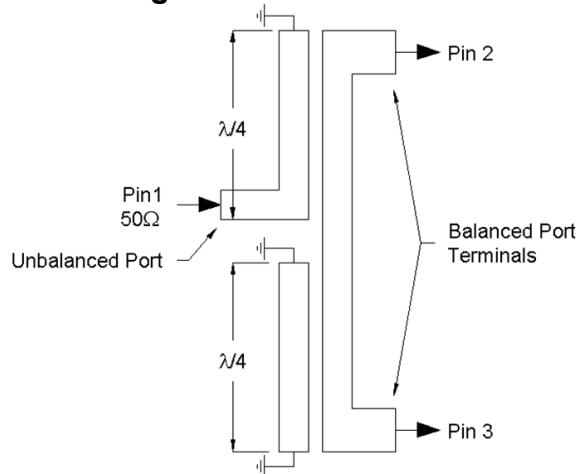 Pin 2
λ/4
Pin1
50Ω
Unbalanced Port
Balanced Port
Terminals
λ/4
Pin 3